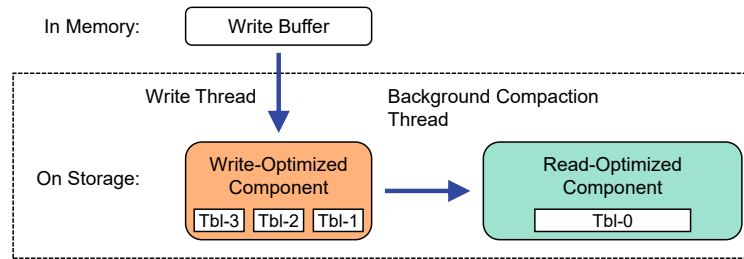 In Memory:
Write Buffer
Write Thread
Background Compaction
Thread
On Storage:
Write-Optimized
Component
Tbl-3
Tbl-2
Tbl-1
Read-Optimized
Component
Tbl-0